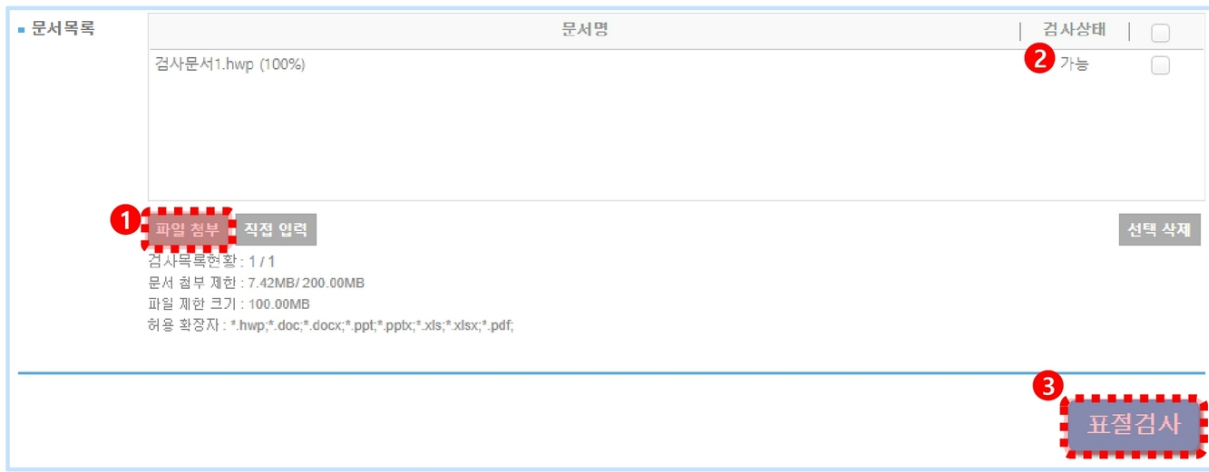 문서목록 문서명 검사상태
검사문서1.hwp (100%) 2 가능
1 파일 첨부 직접 입력 선택 삭제
검사목록현황 : 1 / 1
문서 첨부 제한 : 7.42MB/ 200.00MB
파일 제한 크기 : 100.00MB
허용 확장자 : *.hwp;*.doc;*.docx;*.ppt;*.pptx;*.xls;*.xlsx;*.pdf;
3
표절검사